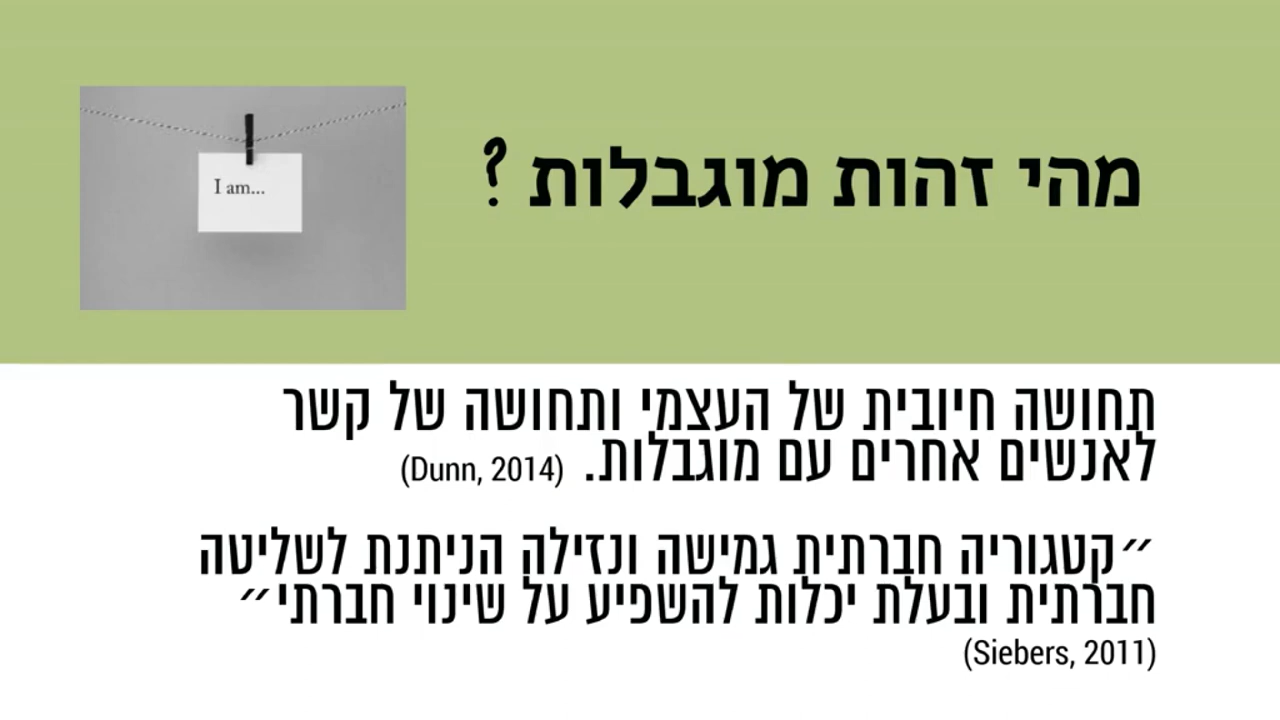 מהי זהות מוגבלות ?
I am...
תחושה חיובית של העצמי ותחושה של קשר
לאנשים אחרים עם מוגבלות. (Dunn, 2014)
״קטגוריה חברתית גמישה ונזילה הניתנת לשליטה
חברתית ובעלת יכלות להשפיע על שינוי חברתי״
(Siebers, 2011)